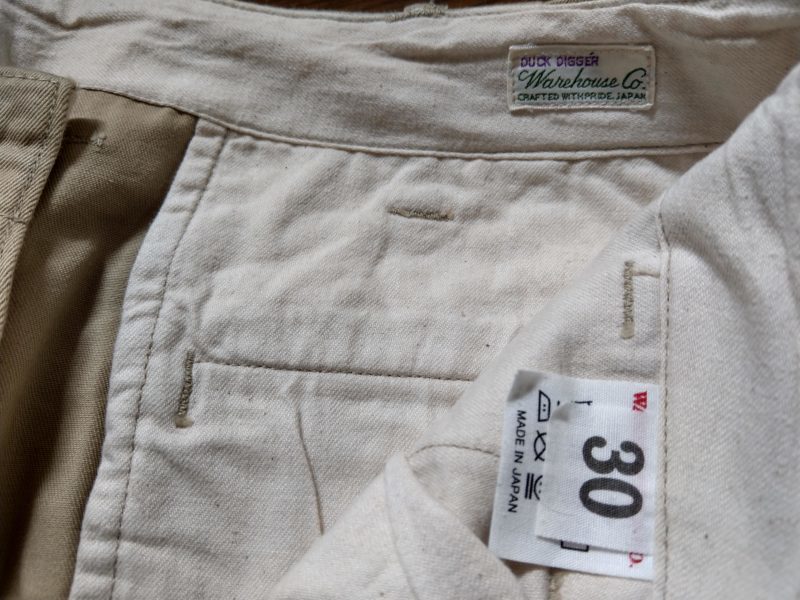 DUCK DIGGER
Warehouse Co.
CRAFTED WITH PRIDE. JAPAN
MADE IN JAPAN
30